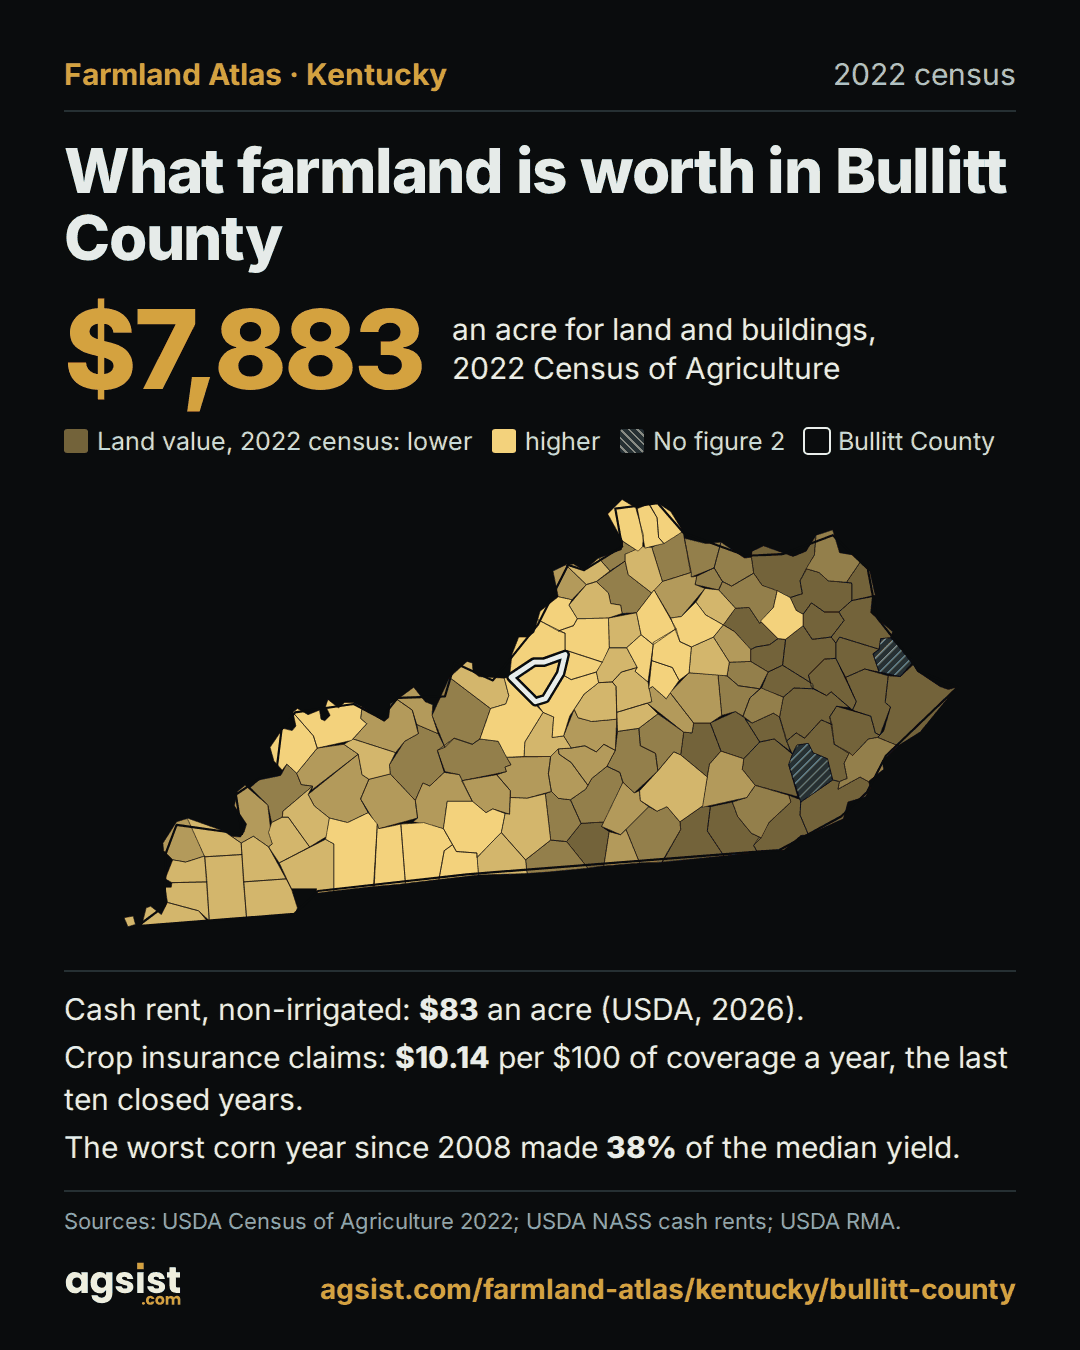 Farmland Atlas · Kentucky
2022 census
What farmland is worth in Bullitt
County
$7,883
an acre for land and buildings,
2022 Census of Agriculture
Land value, 2022 census: lower
higher
No figure 2
Bullitt County
Cash rent, non-irrigated: $83 an acre (USDA, 2026).
Crop insurance claims: $10.14 per $100 of coverage a year, the last
ten closed years.
The worst corn year since 2008 made 38% of the median yield.
Sources: USDA Census of Agriculture 2022; USDA NASS cash rents; USDA RMA.
agsist
.com
agsist.com/farmland-atlas/kentucky/bullitt-county